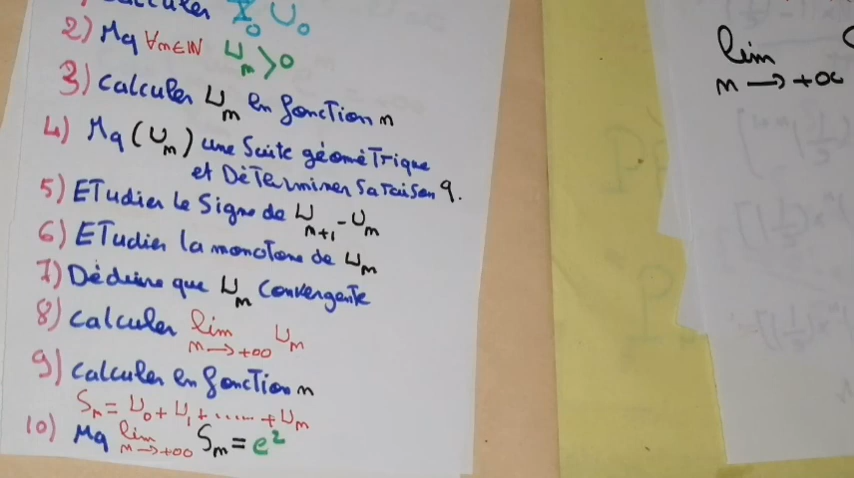 1) Calculer I₀ U₀
2) Mq ∀n∈ℕ Uₙ>0
3) Calculer Uₙ en fonction n
4) Mq (Uₙ) une Suite géométrique
et Déterminer sa raison q.
5) ETudier le Signe de Uₙ₊₁-Uₙ
6) ETudier la monotone de Uₙ
7) Déduire que Uₙ Convergente
8) calculer lim n→+∞ Uₙ
9) calculer en fonction n
Sₙ = U₀+U₁+......+Uₙ
10) Mq lim n→+∞ Sₙ = e²
lim
n→+∞